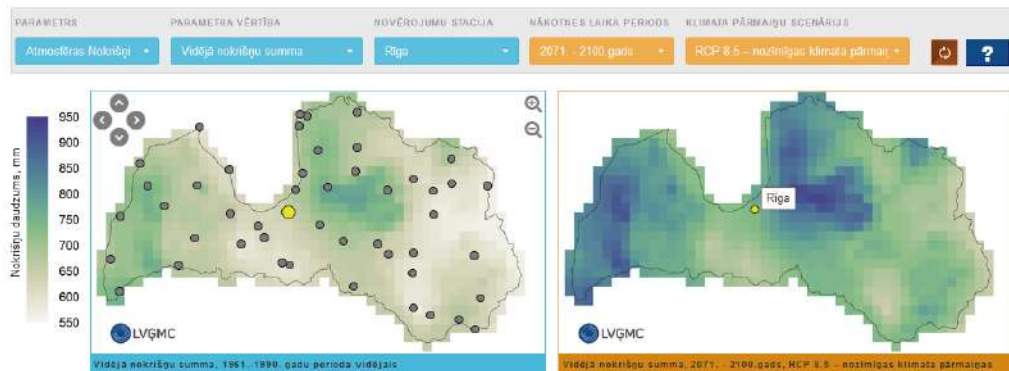 PARAMETRS PARAMETRA VĒRTĪBA NOVĒROJUMU STACIJA NĀKOTNES LAIKA PERIODS KLIMATA PĀRMAIŅU SCENĀRIJS
Atmosfēras Nokrišņi Vidējā nokrišņu summa Rīga 2071. - 2100.gads RCP 8.5 – nozīmīgas klimata pārmaiņ
?
Nokrišņu daudzums, mm
950
900
850
800
750
700
650
600
550
LVĢMC
Vidējā nokrišņu summa, 1961.-1990. gadu perioda vidējais
Rīga
LVĢMC
Vidējā nokrišņu summa, 2071. - 2100.gads, RCP 8.5 – nozīmīgas klimata pārmaiņas